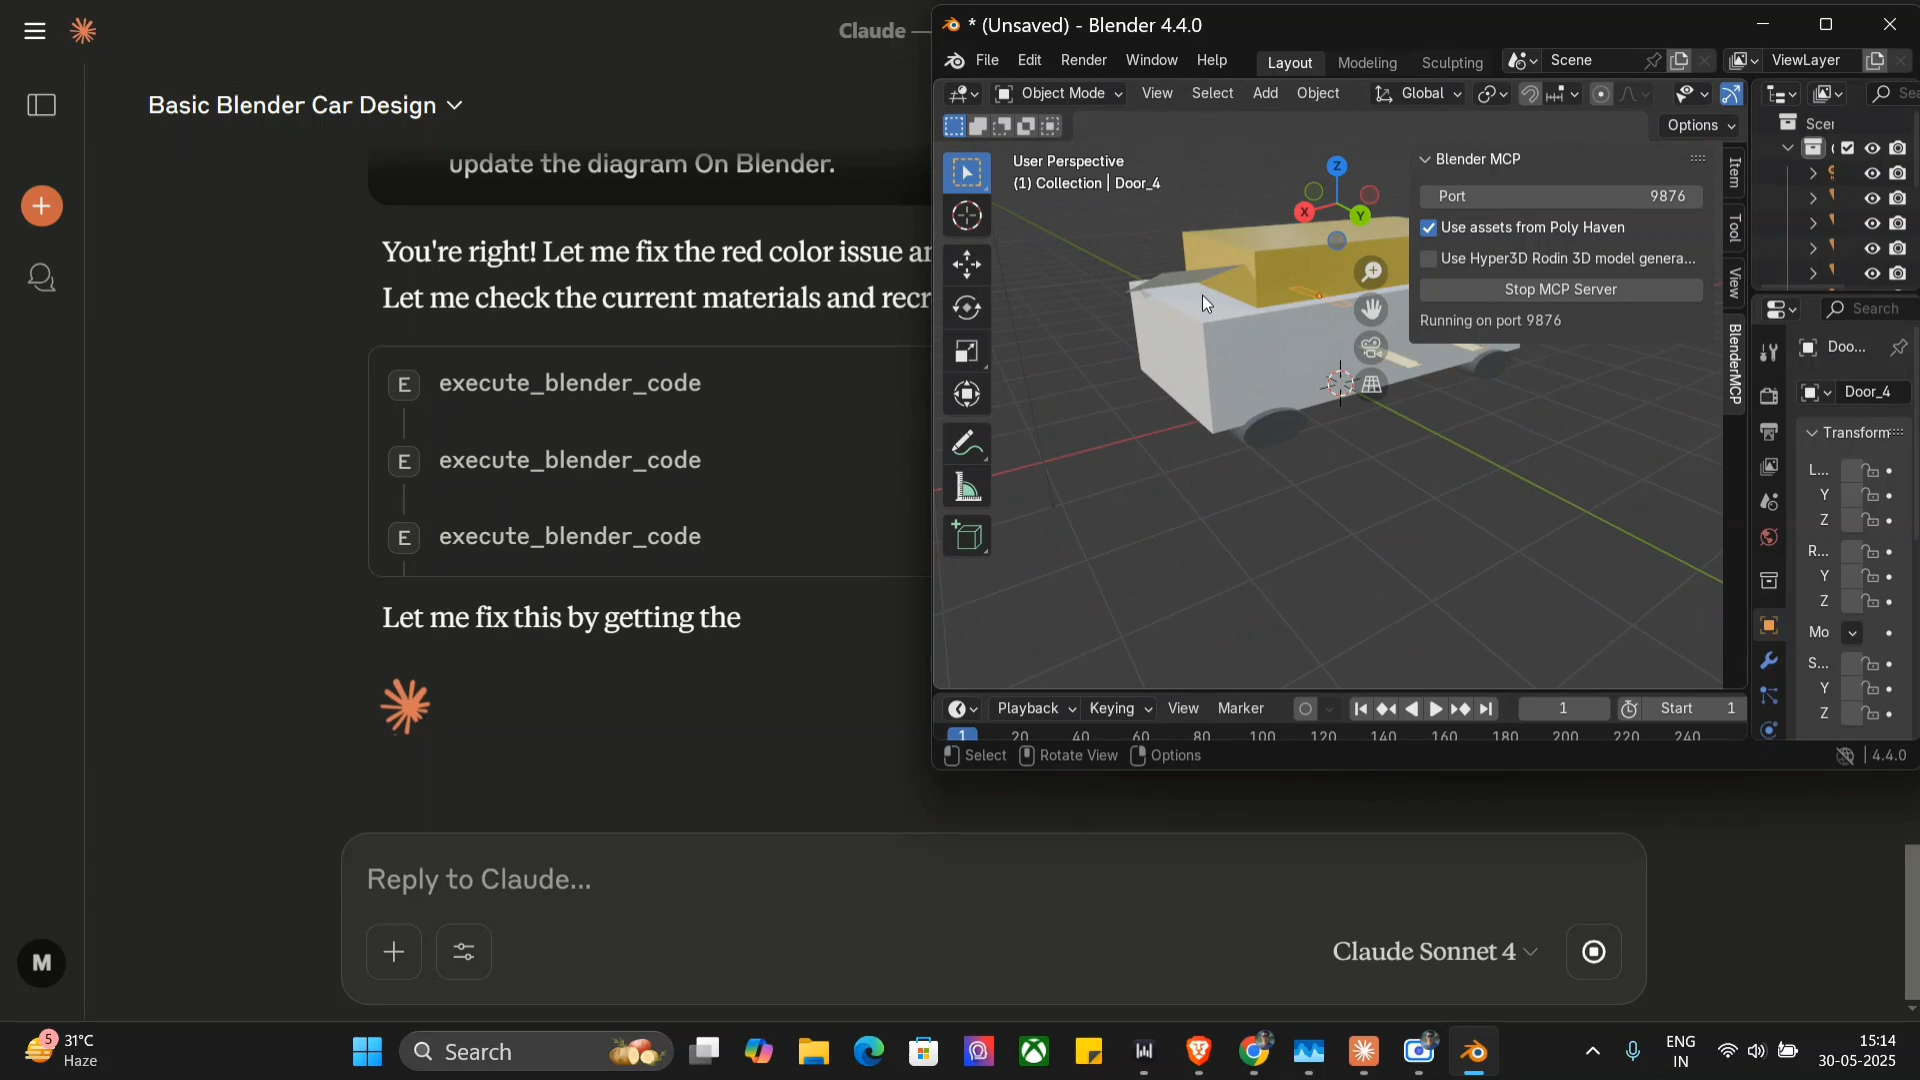 Claude —
Basic Blender Car Design
update the diagram On Blender.
You're right! Let me fix the red color issue
Let me check the current materials and
E execute_blender_code
E execute_blender_code
E execute_blender_code
Let me fix this by getting the
Reply to Claude...
Claude Sonnet 4
M
* (Unsaved) - Blender 4.4.0
File Edit Render Window Help Layout Modeling Sculpting Scene ViewLayer
Object Mode View Select Add Object Global
Options
User Perspective
(1) Collection | Door_4
Z
X
Y
Blender MCP
Port 9876
Use assets from Poly Haven
Use Hyper3D Rodin 3D model genera...
Stop MCP Server
Running on port 9876
Item
Tool
View
BlenderMCP
Search
Doo...
Door_4
Transform
L...
Y
Z
R...
Y
Z
Mo
S...
Y
Z
Playback Keying View Marker 1 Start 1
1 20 40 60 80 100 120 140 160 180 200 220 240
Select Rotate View Options 4.4.0
5 31°C
Haze
Search
ENG
IN
15:14
30-05-2025